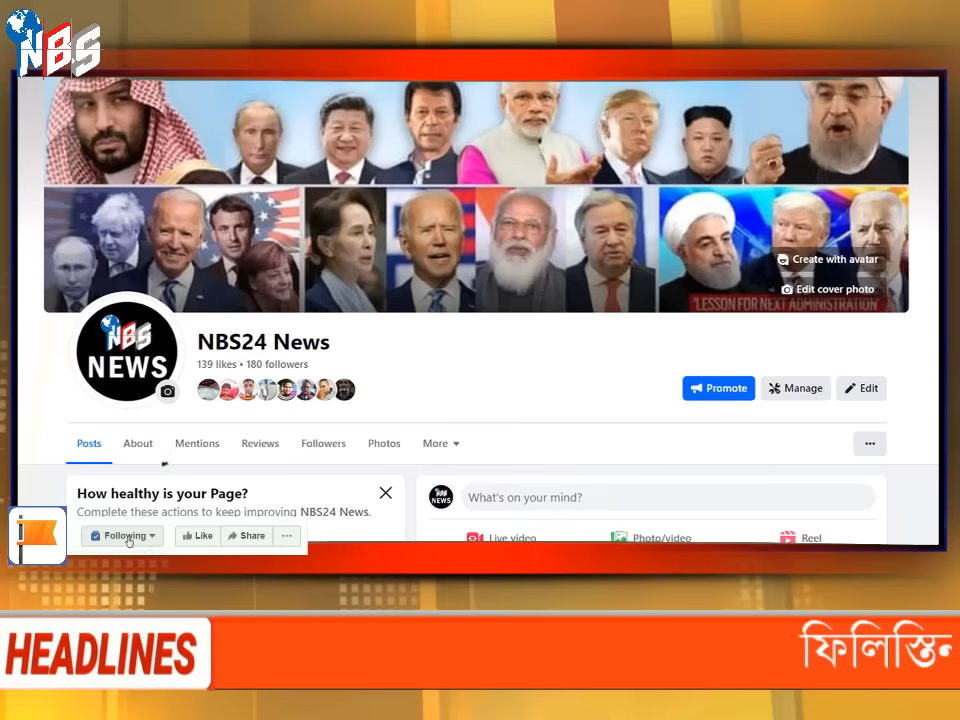 NBS
Create with avatar
Edit cover photo
"LESSON FOR NEXT ADMINISTRATION"
NBS
NEWS
NBS24 News
139 likes • 180 followers
Promote
Manage
Edit
Posts
About
Mentions
Reviews
Followers
Photos
More
How healthy is your Page?
Complete these actions to keep improving NBS24 News.
NEWS
What's on your mind?
Following
Like
Share
Live video
Photo/video
Reel
HEADLINES